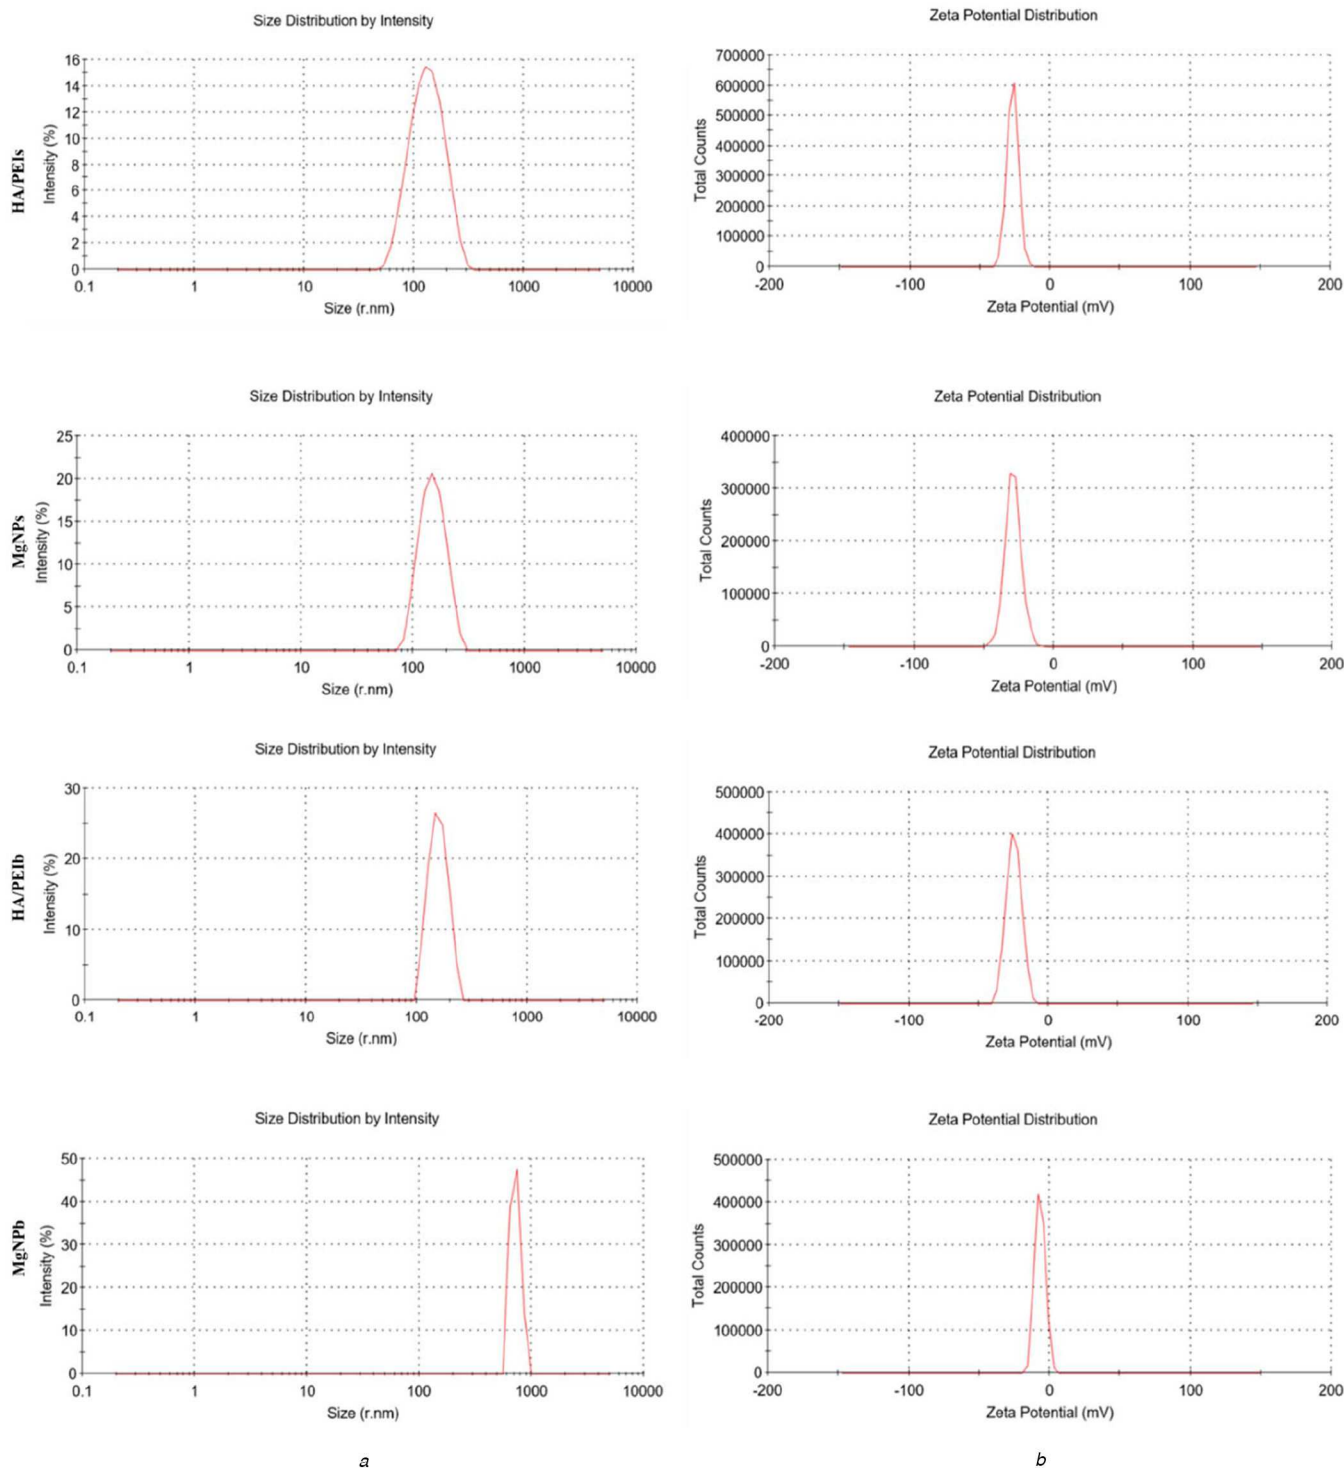 Size Distribution by Intensity
HA/PEIs
Intensity (%)
16
14
12
10
8
6
4
2
0
0.1 1 10 100 1000 10000
Size (r.nm)
Zeta Potential Distribution
Total Counts
700000
600000
500000
400000
300000
200000
100000
0
-200 -100 0 100 200
Zeta Potential (mV)
Size Distribution by Intensity
MgNPs
Intensity (%)
25
20
15
10
5
0
0.1 1 10 100 1000 10000
Size (r.nm)
Zeta Potential Distribution
Total Counts
400000
300000
200000
100000
0
-200 -100 0 100 200
Zeta Potential (mV)
Size Distribution by Intensity
HA/PEIb
Intensity (%)
30
20
10
0
0.1 1 10 100 1000 10000
Size (r.nm)
Zeta Potential Distribution
Total Counts
500000
400000
300000
200000
100000
0
-200 -100 0 100 200
Zeta Potential (mV)
Size Distribution by Intensity
MgNPb
Intensity (%)
50
40
30
20
10
0
0.1 1 10 100 1000 10000
Size (r.nm)
Zeta Potential Distribution
Total Counts
500000
400000
300000
200000
100000
0
-200 -100 0 100 200
Zeta Potential (mV)
a
b